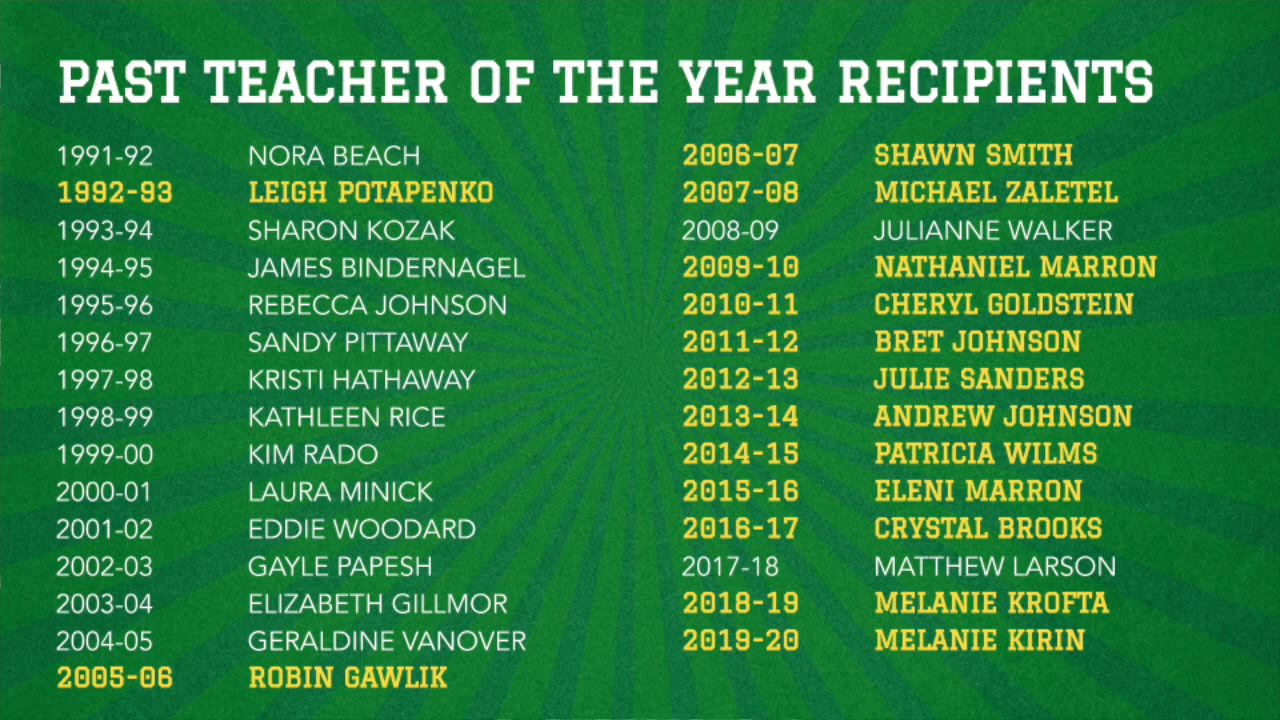 PAST TEACHER OF THE YEAR RECIPIENTS
1991-92 NORA BEACH
1992-93 LEIGH POTAPENKO
1993-94 SHARON KOZAK
1994-95 JAMES BINDERNAGEL
1995-96 REBECCA JOHNSON
1996-97 SANDY PITTAWAY
1997-98 KRISTI HATHAWAY
1998-99 KATHLEEN RICE
1999-00 KIM RADO
2000-01 LAURA MINICK
2001-02 EDDIE WOODARD
2002-03 GAYLE PAPESH
2003-04 ELIZABETH GILLMOR
2004-05 GERALDINE VANOVER
2005-06 ROBIN GAWLIK
2006-07 SHAWN SMITH
2007-08 MICHAEL ZALETEL
2008-09 JULIANNE WALKER
2009-10 NATHANIEL MARRON
2010-11 CHERYL GOLDSTEIN
2011-12 BRET JOHNSON
2012-13 JULIE SANDERS
2013-14 ANDREW JOHNSON
2014-15 PATRICIA WILMS
2015-16 ELENI MARRON
2016-17 CRYSTAL BROOKS
2017-18 MATTHEW LARSON
2018-19 MELANIE KROFTA
2019-20 MELANIE KIRIN